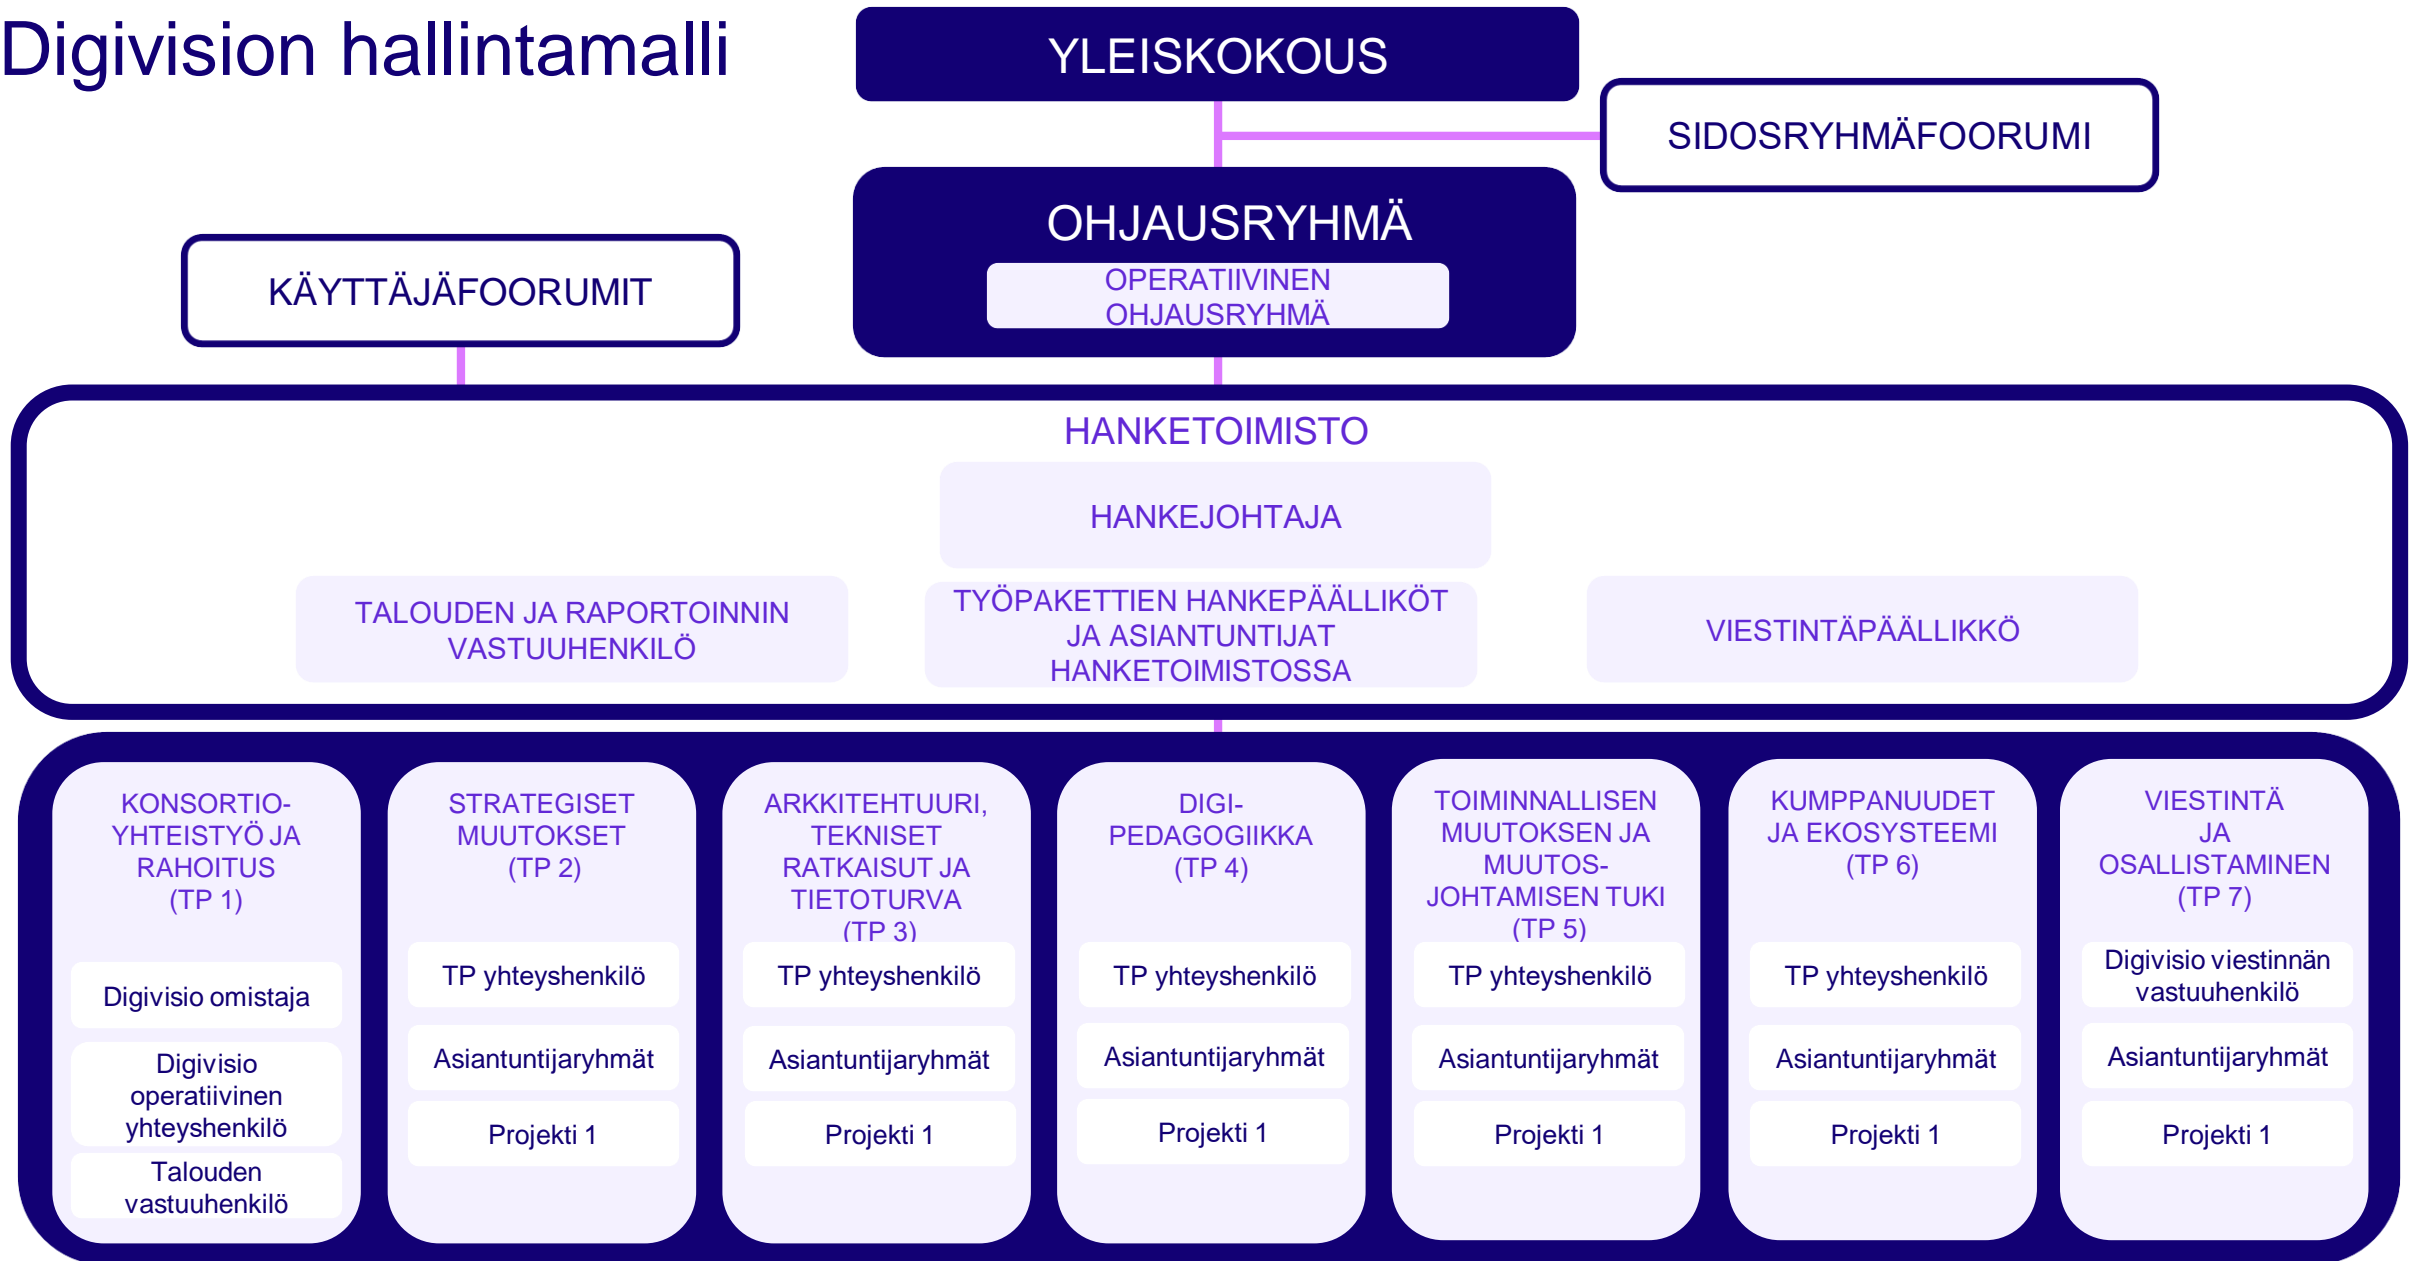 Digivision hallintamalli
YLEISKOKOUS
SIDOSRYHMÄFOORUMI
OHJAUSRYHMÄ
OPERATIIVINEN
OHJAUSRYHMÄ
KÄYTTÄJÄFOORUMIT
HANKETOIMISTO
HANKEJOHTAJA
TALOUDEN JA RAPORTOINNIN
VASTUUHENKILÖ
TYÖPAKETTIEN HANKEPÄÄLLIKÖT
JA ASIANTUNTIJAT
HANKETOIMISTOSSA
VIESTINTÄPÄÄLLIKKÖ
KONSORTIO-
YHTEISTYÖ JA
RAHOITUS
(TP 1)
Digivisio omistaja
Digivisio
operatiivinen
yhteyshenkilö
Talouden
vastuuhenkilö
STRATEGISET
MUUTOKSET
(TP 2)
TP yhteyshenkilö
Asiantuntijaryhmät
Projekti 1
ARKKITEHTUURI,
TEKNISET
RATKAISUT JA
TIETOTURVA
(TP 3)
TP yhteyshenkilö
Asiantuntijaryhmät
Projekti 1
DIGI-
PEDAGOGIIKKA
(TP 4)
TP yhteyshenkilö
Asiantuntijaryhmät
Projekti 1
TOIMINNALLISEN
MUUTOKSEN JA
MUUTOS-
JOHTAMISEN TUKI
(TP 5)
TP yhteyshenkilö
Asiantuntijaryhmät
Projekti 1
KUMPPANUUDET
JA EKOSYSTEEMI
(TP 6)
TP yhteyshenkilö
Asiantuntijaryhmät
Projekti 1
VIESTINTÄ
JA
OSALLISTAMINEN
(TP 7)
Digivisio viestinnän
vastuuhenkilö
Asiantuntijaryhmät
Projekti 1